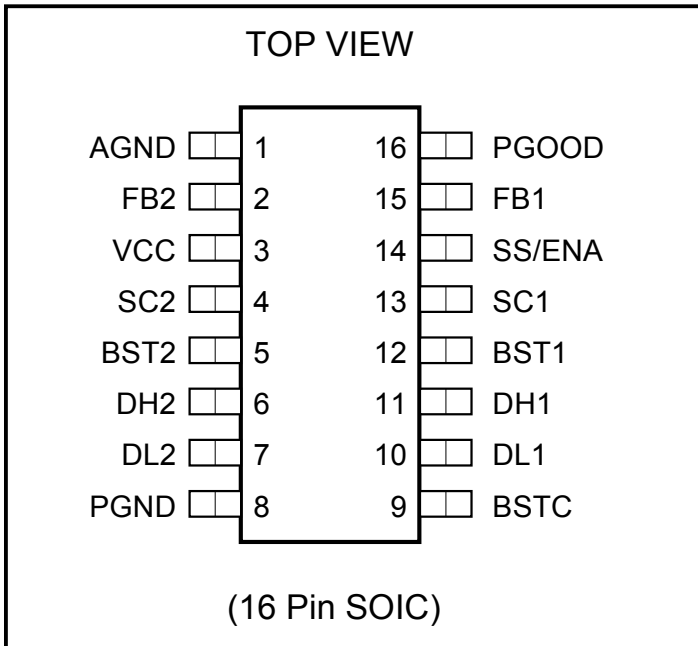 TOP VIEW
AGND 1 16 PGOOD
FB2 2 15 FB1
VCC 3 14 SS/ENA
SC2 4 13 SC1
BST2 5 12 BST1
DH2 6 11 DH1
DL2 7 10 DL1
PGND 8 9 BSTC
(16 Pin SOIC)